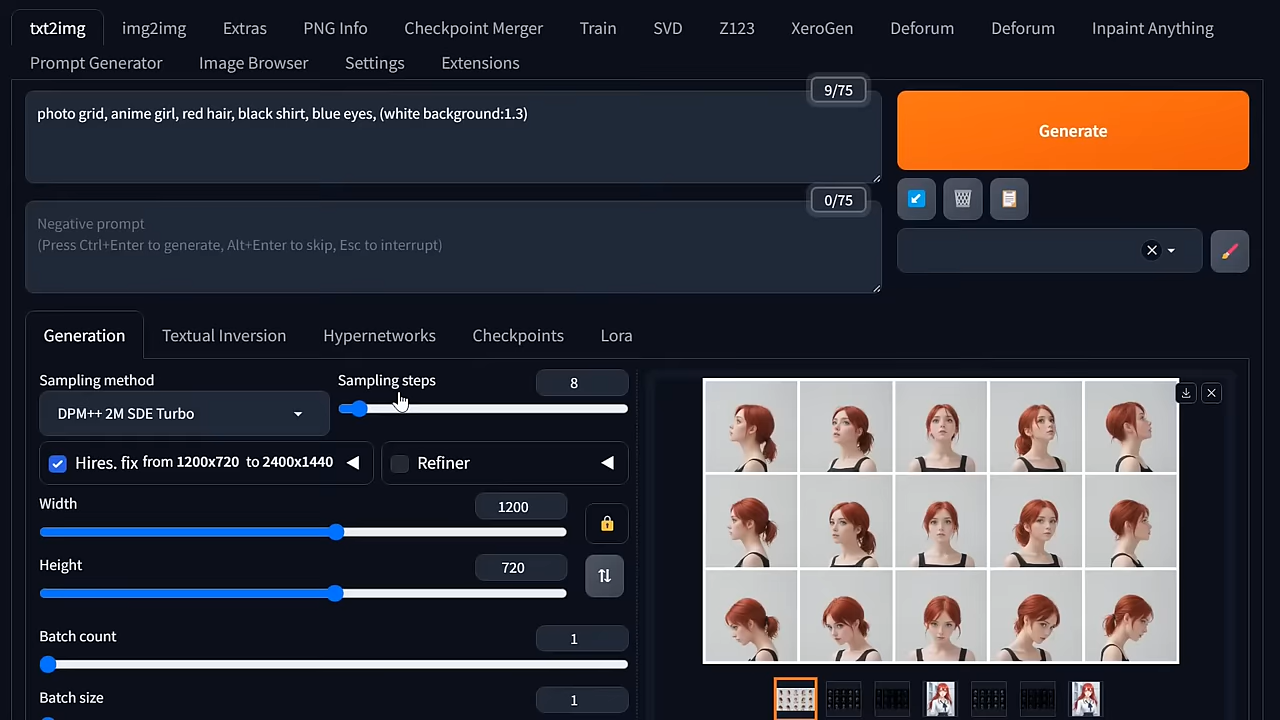 txt2img img2img Extras PNG Info Checkpoint Merger Train SVD Z123 XeroGen Deforum Deforum Inpaint Anything
Prompt Generator Image Browser Settings Extensions
9/75
photo grid, anime girl, red hair, black shirt, blue eyes, (white background:1.3)
Generate
0/75
Negative prompt
(Press Ctrl+Enter to generate, Alt+Enter to skip, Esc to interrupt)
Generation Textual Inversion Hypernetworks Checkpoints Lora
Sampling method Sampling steps 8
DPM++ 2M SDE Turbo
Hires. fix from 1200x720 to 2400x1440 Refiner
Width 1200
Height 720
Batch count 1
Batch size 1